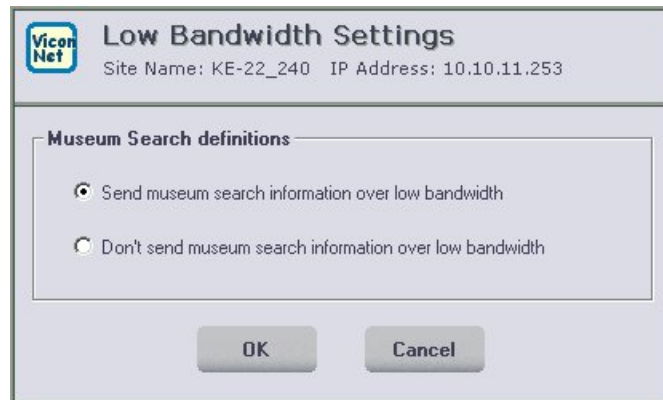 Vicon
Net
Low Bandwidth Settings
Site Name: KE-22_240 IP Address: 10.10.11.253
Museum Search definitions
Send museum search information over low bandwidth
Don't send museum search information over low bandwidth
OK
Cancel